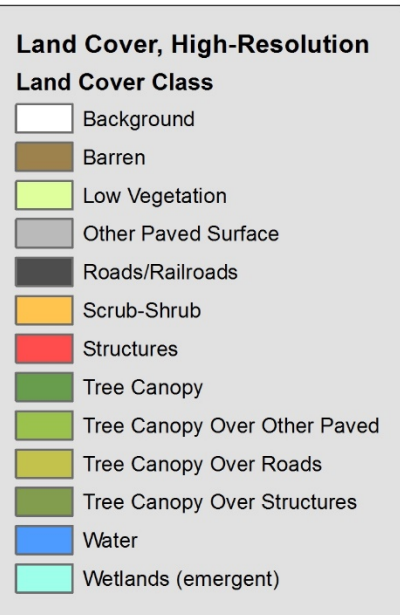 Land Cover, High-Resolution
Land Cover Class
Background
Barren
Low Vegetation
Other Paved Surface
Roads/Railroads
Scrub-Shrub
Structures
Tree Canopy
Tree Canopy Over Other Paved
Tree Canopy Over Roads
Tree Canopy Over Structures
Water
Wetlands (emergent)